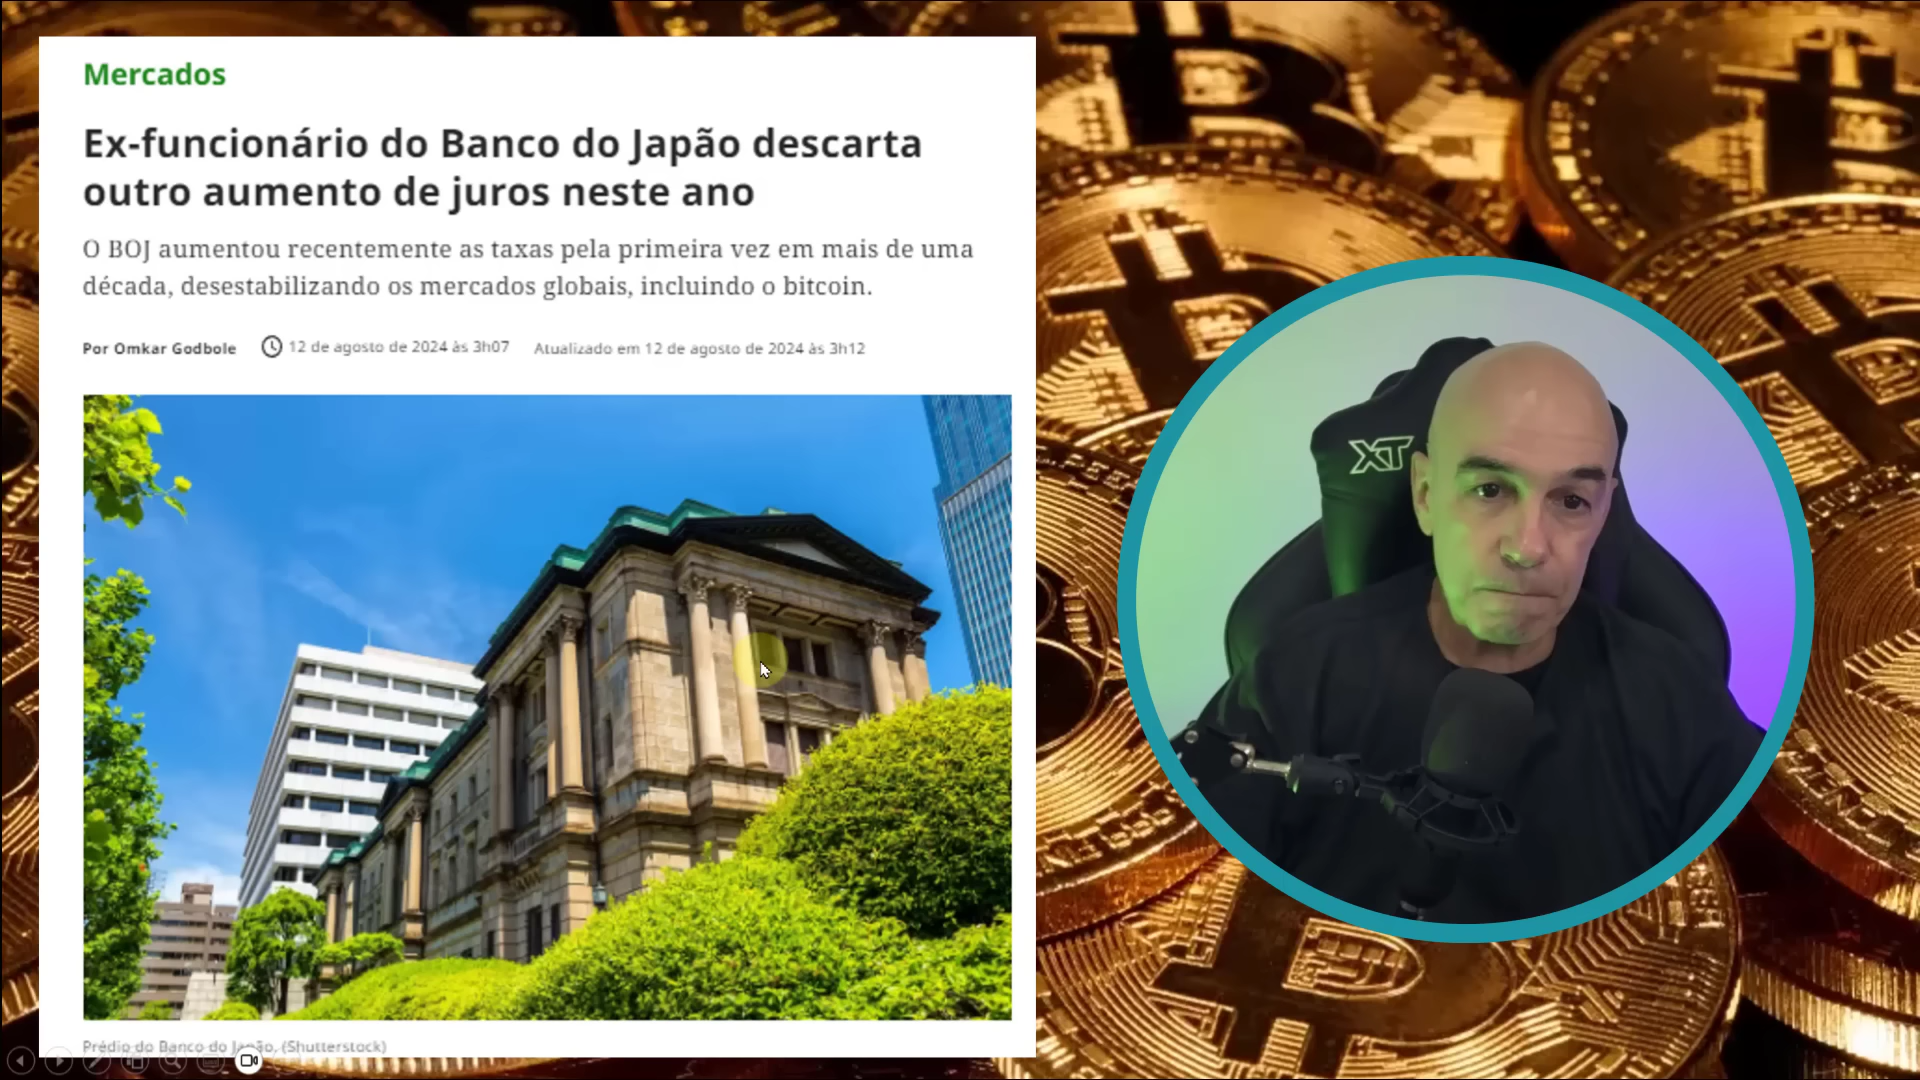 Mercados
Ex-funcionário do Banco do Japão descarta
outro aumento de juros neste ano
O BOJ aumentou recentemente as taxas pela primeira vez em mais de uma
década, desestabilizando os mercados globais, incluindo o bitcoin.
Por Omkar Godbole 12 de agosto de 2024 às 3h07 Atualizado em 12 de agosto de 2024 às 3h12
XT
Prédio do Banco do Japão. (Shutterstock)